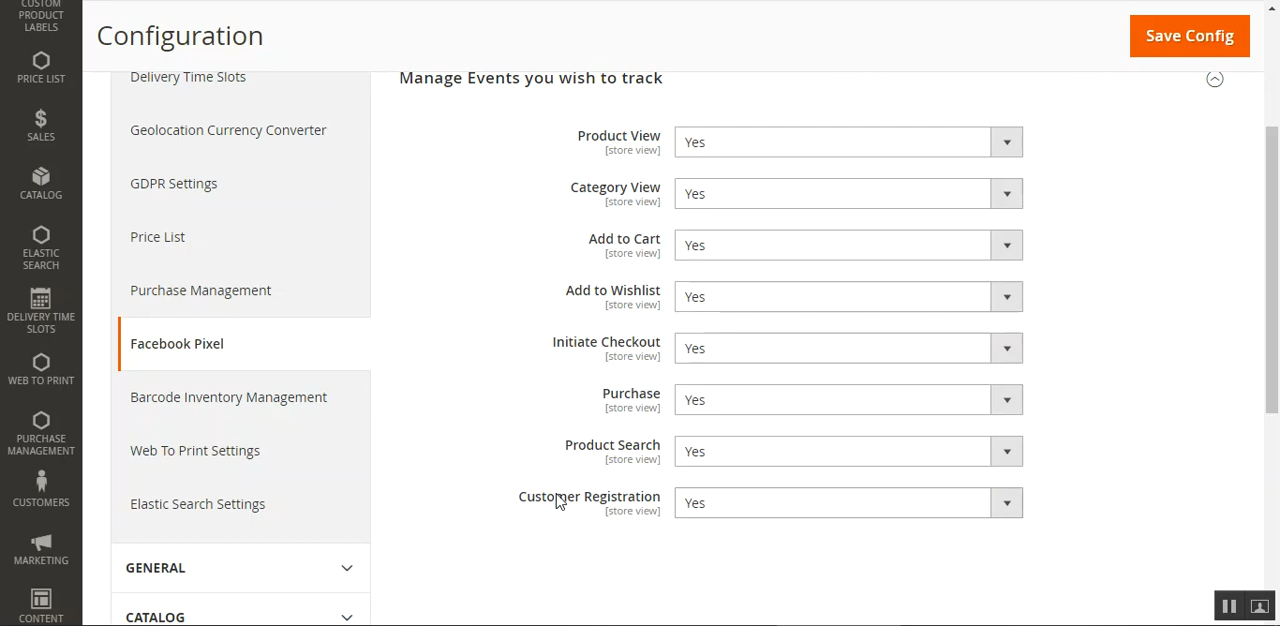 CUSTOM
PRODUCT
LABELS
PRICE LIST
$
SALES
CATALOG
ELASTIC
SEARCH
DELIVERY TIME
SLOTS
WEB TO PRINT
PURCHASE
MANAGEMENT
CUSTOMERS
MARKETING
CONTENT
Configuration
Save Config
Delivery Time Slots
Geolocation Currency Converter
GDPR Settings
Price List
Purchase Management
Facebook Pixel
Barcode Inventory Management
Web To Print Settings
Elastic Search Settings
GENERAL
CATALOG
Manage Events you wish to track
Product View
[store view]
Yes
Category View
[store view]
Yes
Add to Cart
[store view]
Yes
Add to Wishlist
[store view]
Yes
Initiate Checkout
[store view]
Yes
Purchase
[store view]
Yes
Product Search
[store view]
Yes
Customer Registration
[store view]
Yes